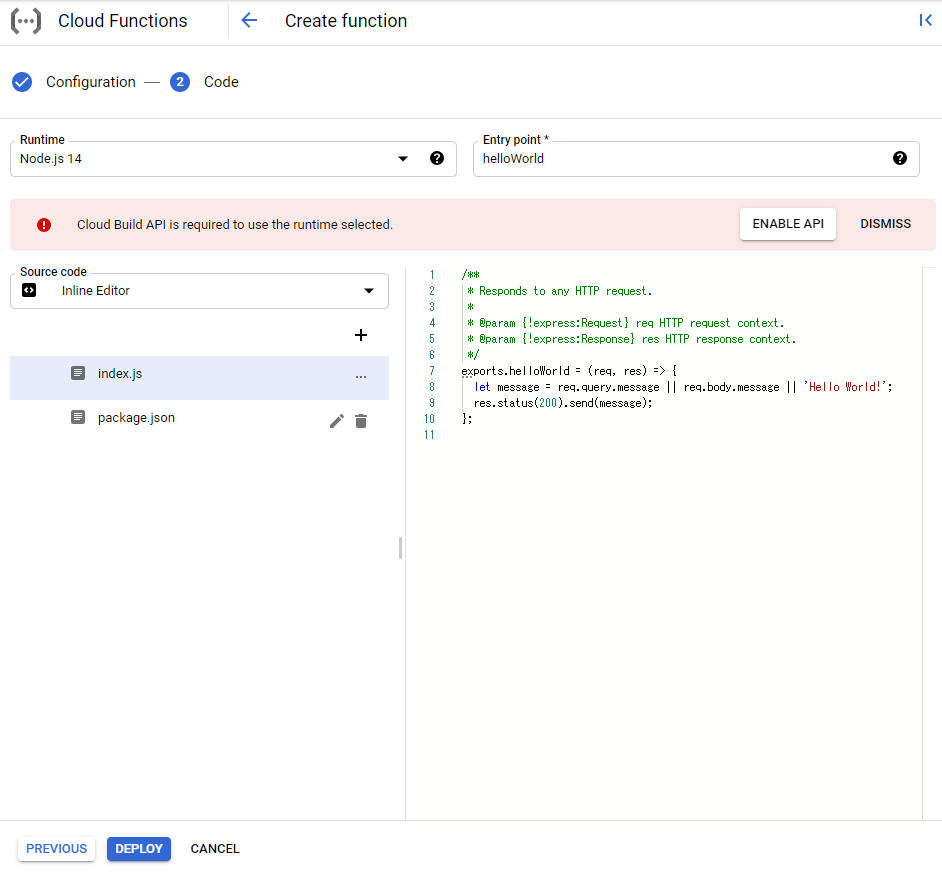 Cloud Functions
Create function
Configuration
2
Code
Runtime
Node.js 14
Entry point *
helloWorld
Cloud Build API is required to use the runtime selected.
ENABLE API
DISMISS
Source code
Inline Editor
index.js
package.json
1 /**
2 * Responds to any HTTP request.
3 *
4 * @param {!express:Request} req HTTP request context.
5 * @param {!express:Response} res HTTP response context.
6 */
7 exports.helloWorld = (req, res) => {
8 let message = req.query.message || req.body.message || 'Hello World!';
9 res.status(200).send(message);
10 };
11
PREVIOUS
DEPLOY
CANCEL